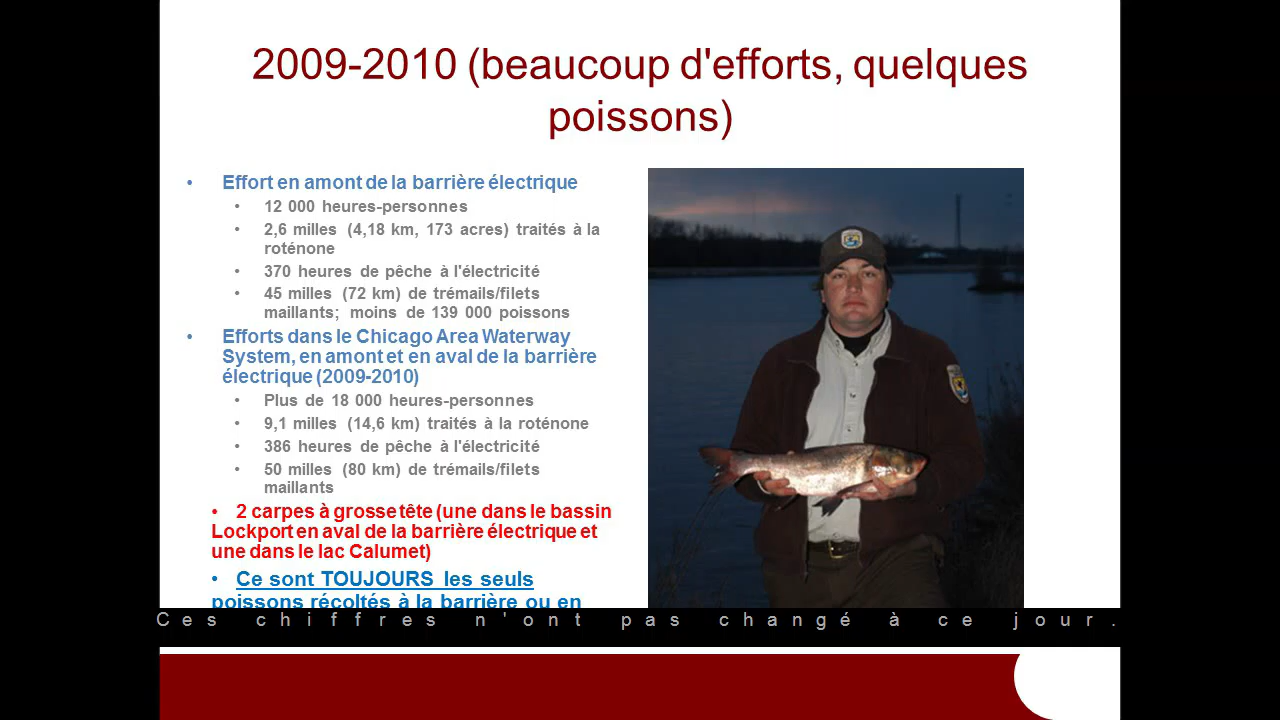 2009-2010 (beaucoup d'efforts, quelques
poissons)
• Effort en amont de la barrière électrique
• 12 000 heures-personnes
• 2,6 milles (4,18 km, 173 acres) traités à la
roténone
• 370 heures de pêche à l'électricité
• 45 milles (72 km) de trémails/filets
maillants; moins de 139 000 poissons
• Efforts dans le Chicago Area Waterway
System, en amont et en aval de la barrière
électrique (2009-2010)
• Plus de 18 000 heures-personnes
• 9,1 milles (14,6 km) traités à la roténone
• 386 heures de pêche à l'électricité
• 50 milles (80 km) de trémails/filets
maillants
• 2 carpes à grosse tête (une dans le bassin
Lockport en aval de la barrière électrique et
une dans le lac Calumet)
• Ce sont TOUJOURS les seuls
poissons récoltés à la barrière ou en
Ces chiffres n'ont pas changé à ce jour.